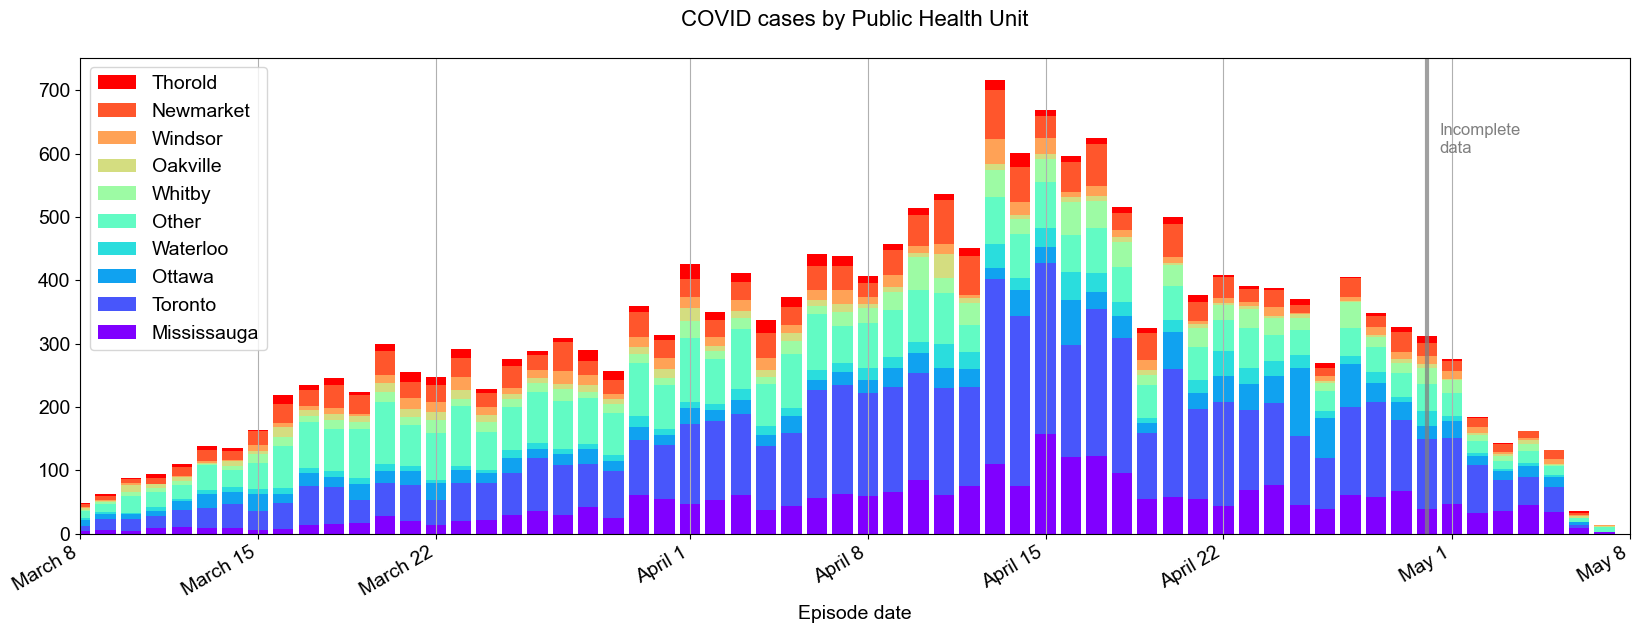 COVID cases by Public Health Unit
700
600
500
400
300
200
100
0
Thorold
Newmarket
Windsor
Oakville
Whitby
Other
Waterloo
Ottawa
Toronto
Mississauga
Incomplete
data
March 8
March 15
March 22
April 1
April 8
April 15
April 22
May 1
May 8
Episode date